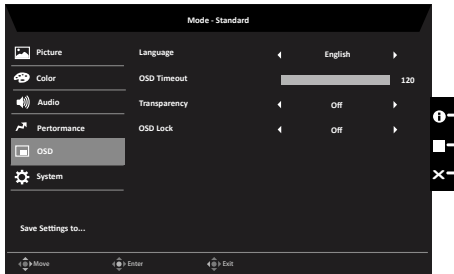 Mode - Standard
Picture
Language
English
Color
OSD Timeout
120
Audio
Transparency
Off
Pertormance
OSD Lock
Off
OSD
System
Save Settings to...
Move
Enter
Exit